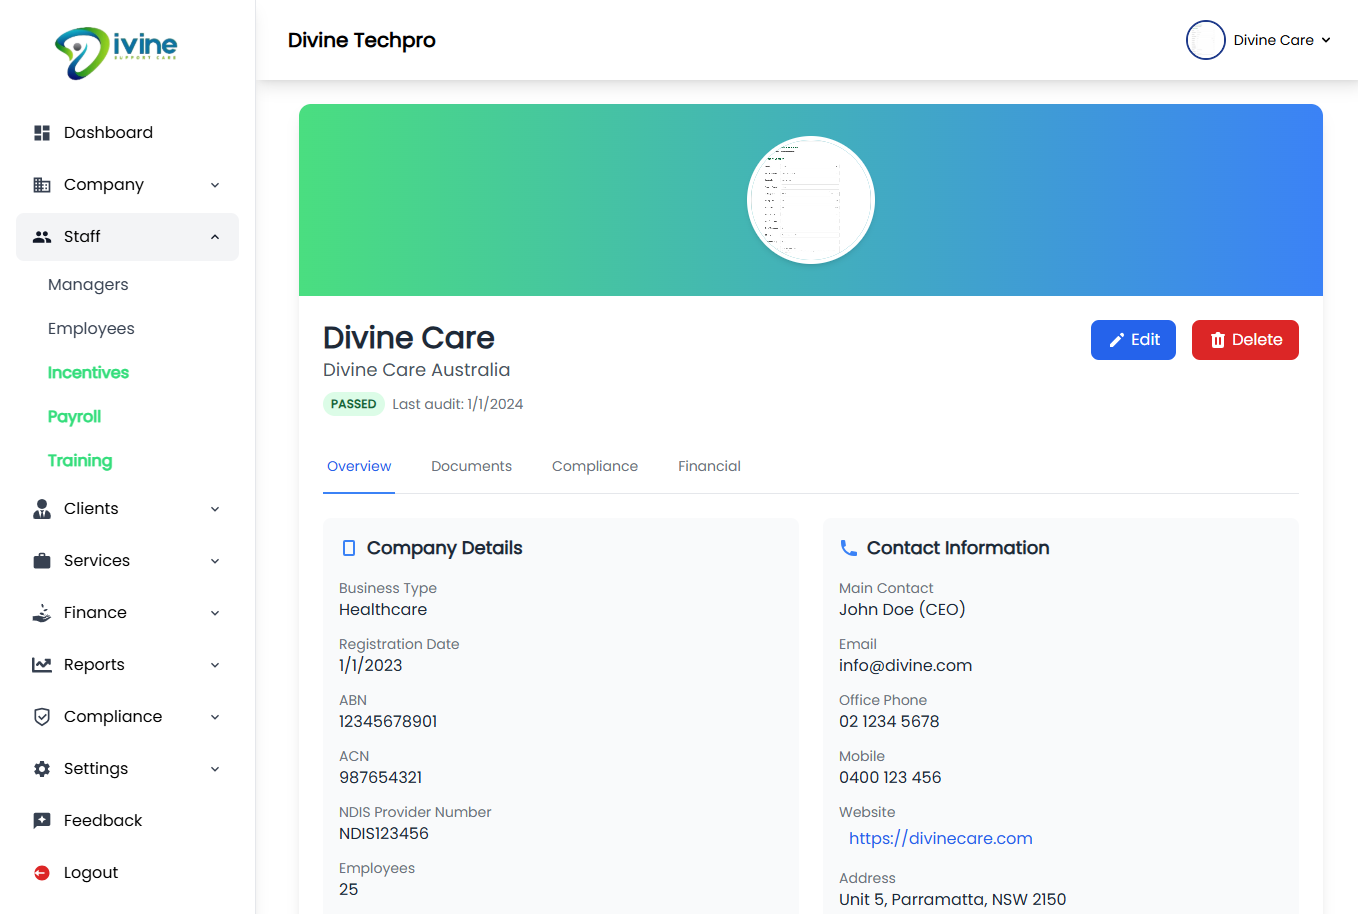 ivine
SUPPORT CARE
Divine Techpro
Divine Care
Dashboard
Company
Staff
Managers
Employees
Incentives
Payroll
Training
Clients
Services
Finance
Reports
Compliance
Settings
Feedback
Logout
Divine Care
Divine Care Australia
PASSED Last audit: 1/1/2024
Edit
Delete
Overview Documents Compliance Financial
Company Details
Business Type
Healthcare
Registration Date
1/1/2023
ABN
12345678901
ACN
987654321
NDIS Provider Number
NDIS123456
Employees
25
Contact Information
Main Contact
John Doe (CEO)
Email
info@divine.com
Office Phone
02 1234 5678
Mobile
0400 123 456
Website
https://divinecare.com
Address
Unit 5, Parramatta, NSW 2150